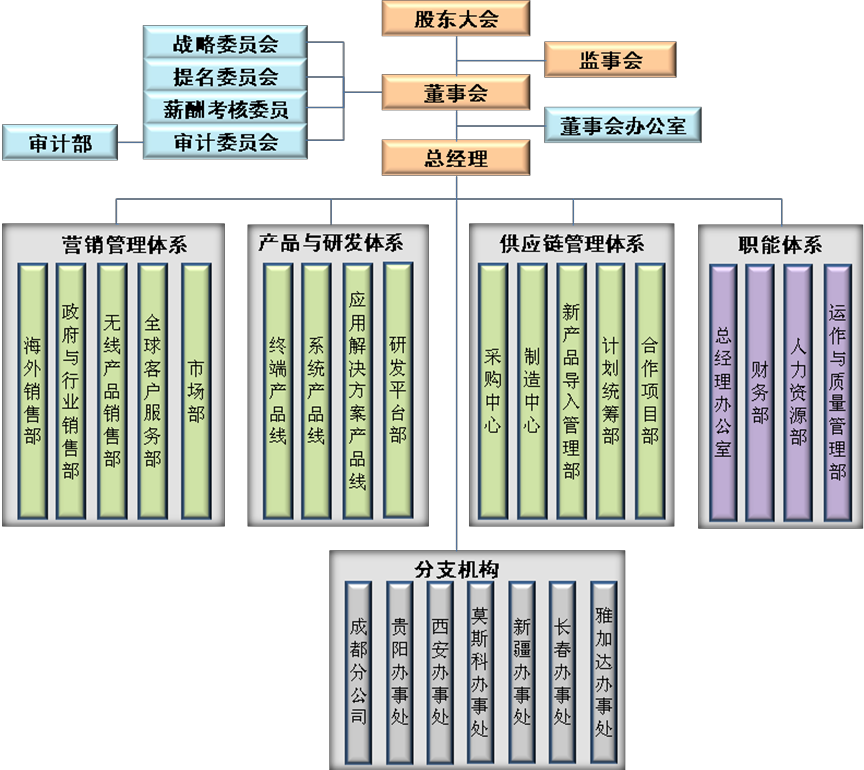 股东大会
战略委员会
监事会
提名委员会
董事会
薪酬考核委员
董事会办公室
审计部
审计委员会
总经理
营销管理体系
海外销售部
政府与行业销售部
无线产品销售部
全球客户服务部
市场部
产品与研发体系
终端产品线
系统产品线
应用解决方案产品线
研发平台部
供应链管理体系
采购中心
制造中心
新产品导入管理部
计划统筹部
合作项目部
职能体系
总经理办公室
财务部
人力资源部
运作与质量管理部
分支机构
成都分公司
贵阳办事处
西安办事处
莫斯科办事处
新疆办事处
长春办事处
雅加达办事处